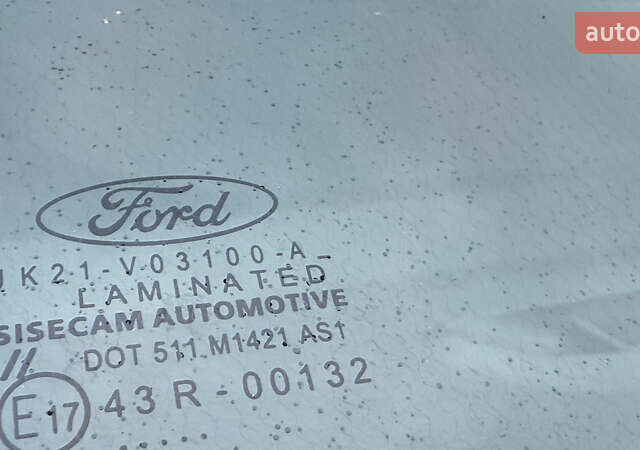 auto
Ford
JK21-V03100-A
LAMINATED
SISECAM AUTOMOTIVE
// DOT 511 M1421 AS1
E17 43R-00132